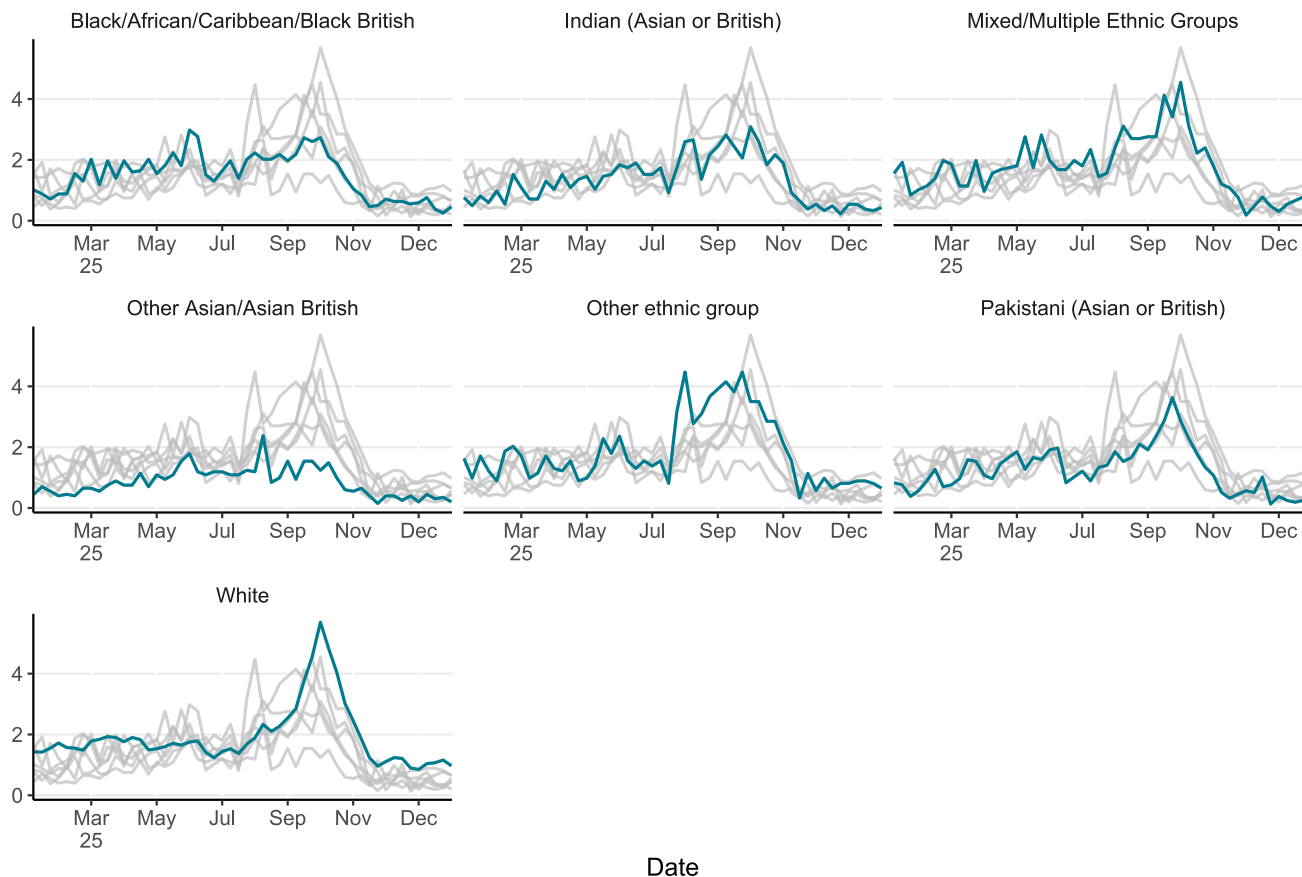 Black/African/Caribbean/Black British
Indian (Asian or British)
Mixed/Multiple Ethnic Groups
4
2
0
Mar May Jul Sep Nov Dec
25
Mar May Jul Sep Nov Dec
25
Mar May Jul Sep Nov Dec
25
Other Asian/Asian British
Other ethnic group
Pakistani (Asian or British)
4
2
0
Mar May Jul Sep Nov Dec
25
Mar May Jul Sep Nov Dec
25
Mar May Jul Sep Nov Dec
25
White
4
2
0
Mar May Jul Sep Nov Dec
25
Date